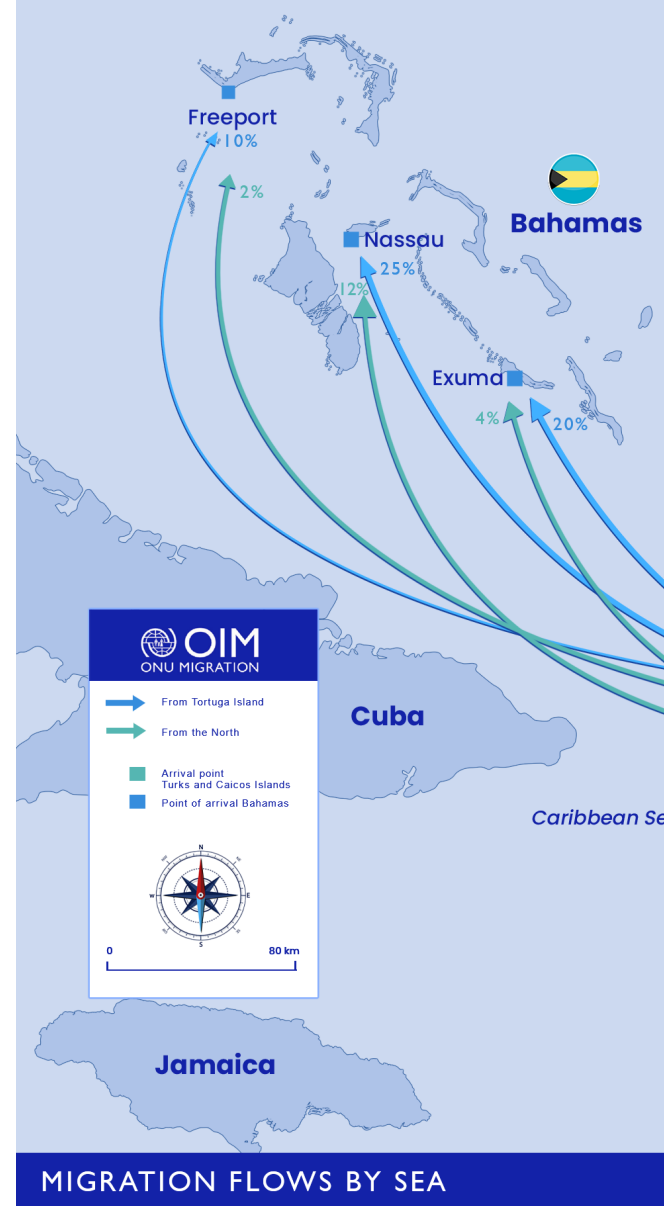 Freeport
10%
2%
Bahamas
Nassau
25%
12%
Exuma
4%
20%
OIM
ONU MIGRATION
From Tortuga Island
From the North
Arrival point
Turks and Caicos Islands
Point of arrival Bahamas
Cuba
Caribbean Se
N
W
E
S
0
80 km
Jamaica
MIGRATION FLOWS BY SEA